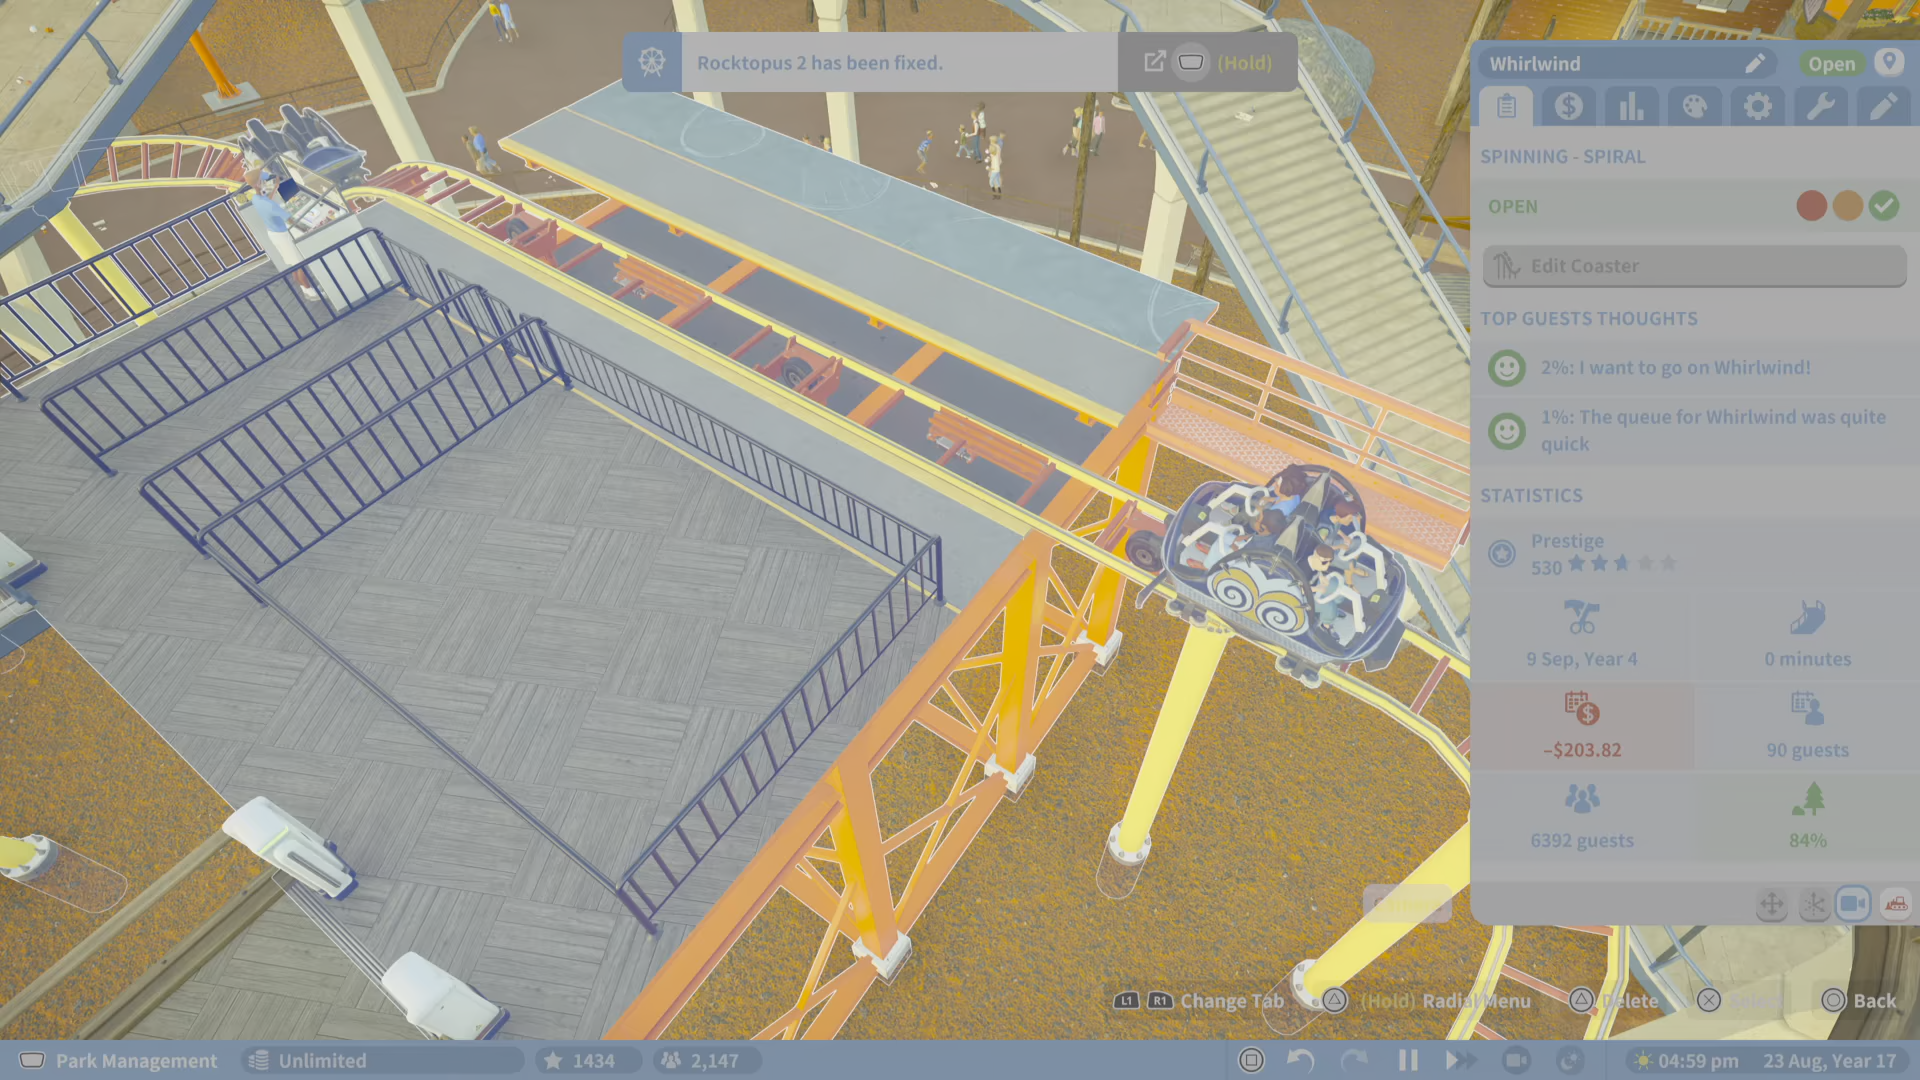 Rocktopus 2 has been fixed.
(Hold)
Whirlwind
Open
SPINNING - SPIRAL
OPEN
Edit Coaster
TOP GUESTS THOUGHTS
2%: I want to go on Whirlwind!
1%: The queue for Whirlwind was quite
quick
STATISTICS
Prestige
530
9 Sep, Year 4
0 minutes
-$203.82
90 guests
6392 guests
84%
L1 R1 Change Tab
(Hold) Radial Menu
Delete
Back
Park Management
Unlimited
1434
2,147
04:59 pm
23 Aug, Year 17